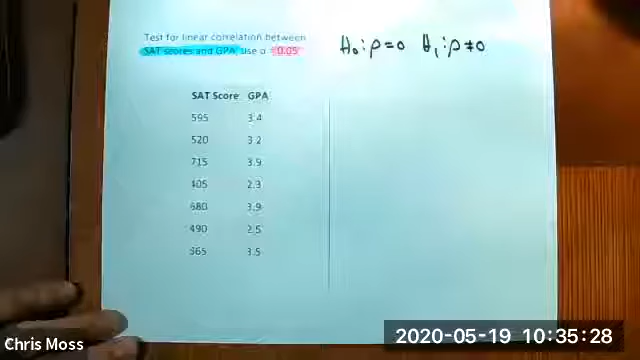 Test for linear correlation between
SAT scores and GPA. Use α = 0.05
H₀: ρ = 0 H₁: ρ ≠ 0
SAT Score GPA
595 3.4
520 3.2
715 3.9
405 2.3
680 3.9
490 2.5
565 3.5
Chris Moss
2020-05-19 10:35:28